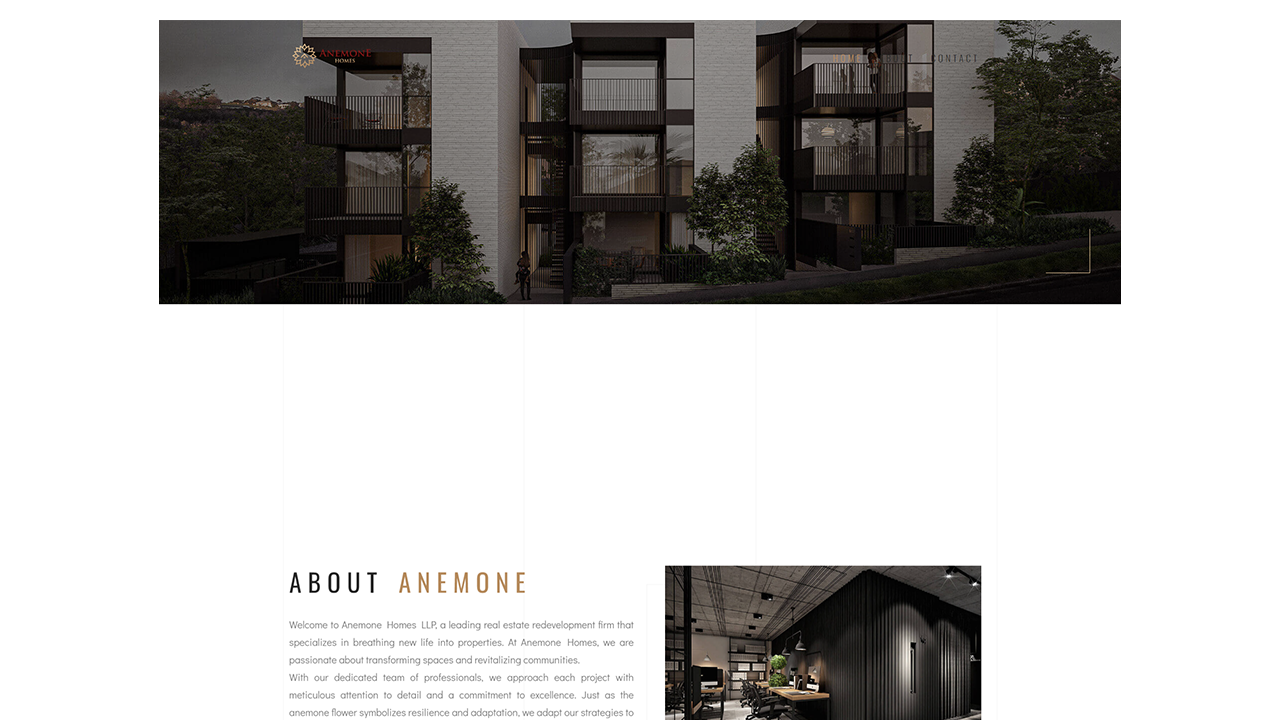 ANEMONE
HOMES
HOME ABOUT CONTACT
ABOUT ANEMONE
Welcome to Anemone Homes LLP, a leading real estate redevelopment firm that
specializes in breathing new life into properties. At Anemone Homes, we are
passionate about transforming spaces and revitalizing communities.
With our dedicated team of professionals, we approach each project with
meticulous attention to detail and a commitment to excellence. Just as the
anemone flower symbolizes resilience and adaptation, we adapt our strategies to